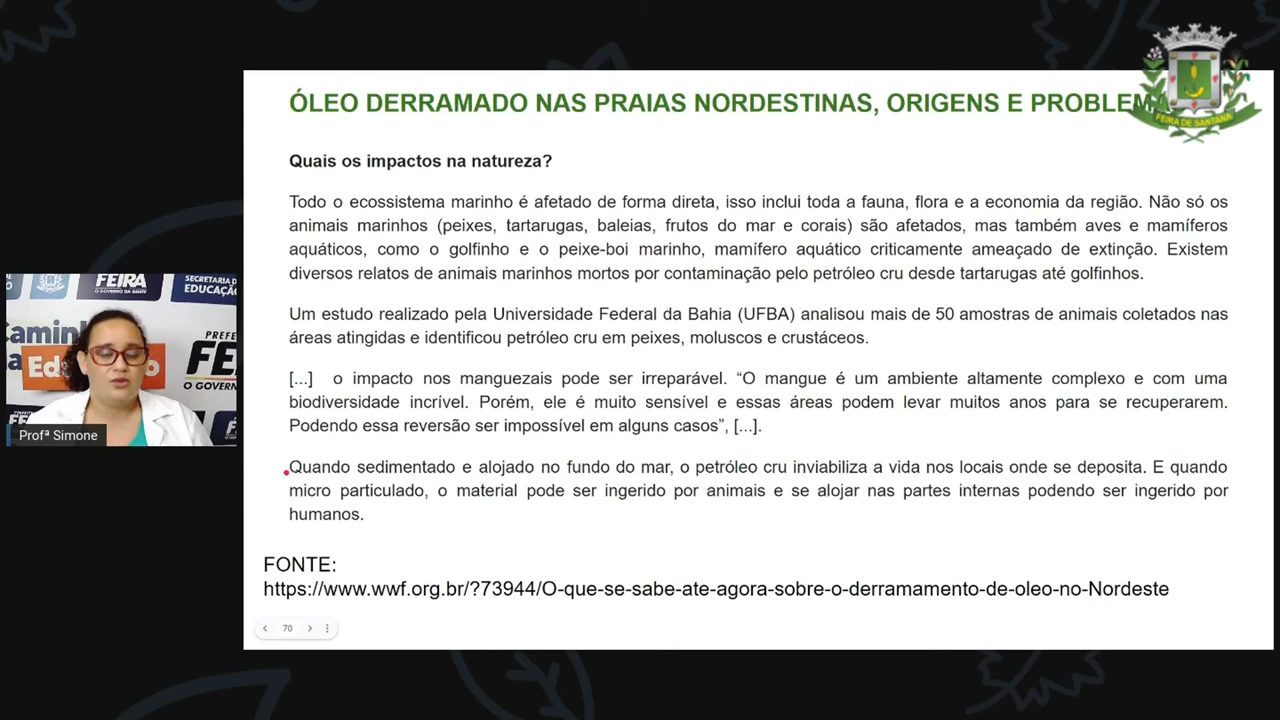 ÓLEO DERRAMADO NAS PRAIAS NORDESTINAS, ORIGENS E PROBLEMA
FEIRA DE SANTANA
Quais os impactos na natureza?
Todo o ecossistema marinho é afetado de forma direta, isso inclui toda a fauna, flora e a economia da região. Não só os
animais marinhos (peixes, tartarugas, baleias, frutos do mar e corais) são afetados, mas também aves e mamíferos
aquáticos, como o golfinho e o peixe-boi marinho, mamífero aquático criticamente ameaçado de extinção. Existem
diversos relatos de animais marinhos mortos por contaminação pelo petróleo cru desde tartarugas até golfinhos.
Um estudo realizado pela Universidade Federal da Bahia (UFBA) analisou mais de 50 amostras de animais coletados nas
áreas atingidas e identificou petróleo cru em peixes, moluscos e crustáceos.
[...] o impacto nos manguezais pode ser irreparável. “O mangue é um ambiente altamente complexo e com uma
biodiversidade incrível. Porém, ele é muito sensível e essas áreas podem levar muitos anos para se recuperarem.
Podendo essa reversão ser impossível em alguns casos”, [...].
Quando sedimentado e alojado no fundo do mar, o petróleo cru inviabiliza a vida nos locais onde se deposita. E quando
micro particulado, o material pode ser ingerido por animais e se alojar nas partes internas podendo ser ingerido por
humanos.
FONTE:
https://www.wwf.org.br/?73944/O-que-se-sabe-ate-agora-sobre-o-derramamento-de-oleo-no-Nordeste
70
FEIRA
SECRETARIA DE
EDUCAÇÃO
Caminh
PREFE
FE
O GOVERN
Profª Simone